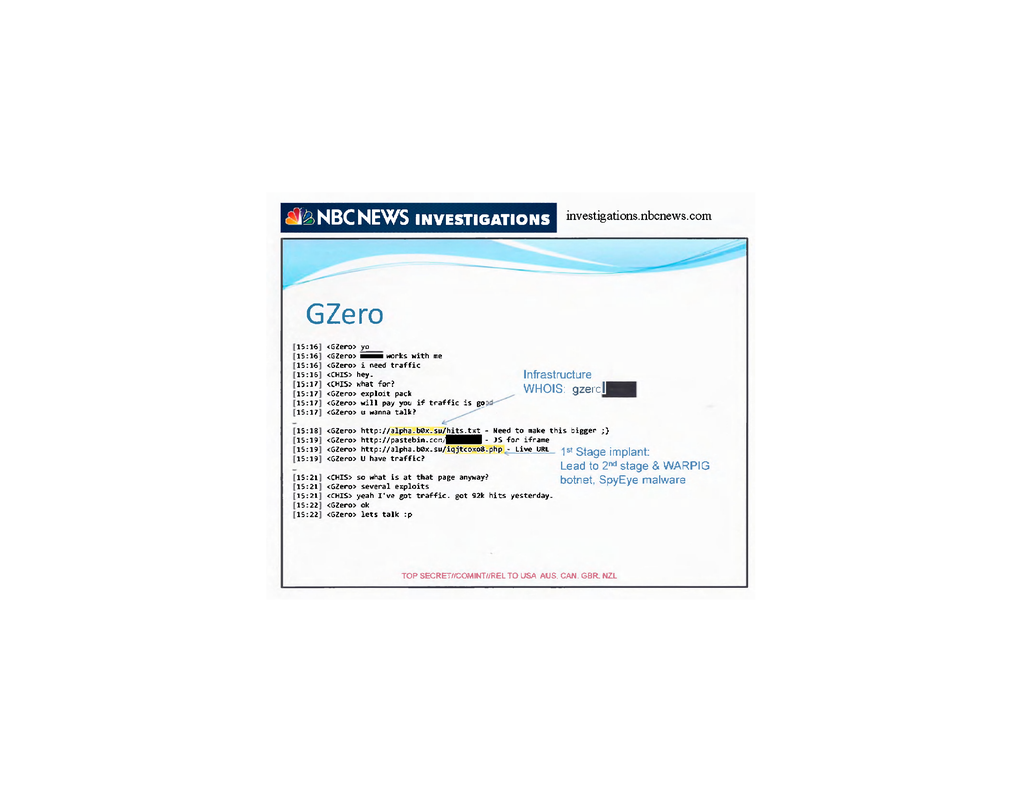 NBC NEWS INVESTIGATIONS
investigations.nbcnews.com
GZero
[15:16] <GZero> yo
[15:16] <GZero> works with me
[15:16] <GZero> i need traffic
[15:16] <CHIS> hey.
[15:17] <CHIS> what for?
[15:17] <GZero> exploit pack
[15:17] <GZero> will pay you if traffic is good
[15:17] <GZero> u wanna talk?
Infrastructure
WHOIS: gzero
_
[15:18] <GZero> http://alpha.b0x.su/hits.txt - Need to make this bigger ;}
[15:19] <GZero> http://pastebin.com/ - JS for iframe
[15:19] <GZero> http://alpha.b0x.su/iqjtcoxo8.php - Live URL
[15:19] <GZero> U have traffic?
1st Stage implant:
Lead to 2nd stage & WARPIG
botnet, SpyEye malware
_
[15:21] <CHIS> so what is at that page anyway?
[15:21] <GZero> several exploits
[15:21] <CHIS> yeah I've got traffic. got 92k hits yesterday.
[15:22] <GZero> ok
[15:22] <GZero> lets talk :p
TOP SECRET//COMINT//REL TO USA, AUS, CAN, GBR, NZL